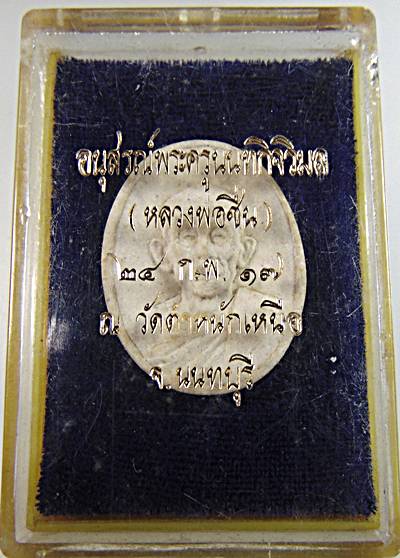 อนุสรณ์พระครูนนทกิจวิมล
( หลวงพ่อชื่น )
๒๔ ก.พ. ๑๗
ณ วัดตำหนักเหนือ
จ. นนทบุรี